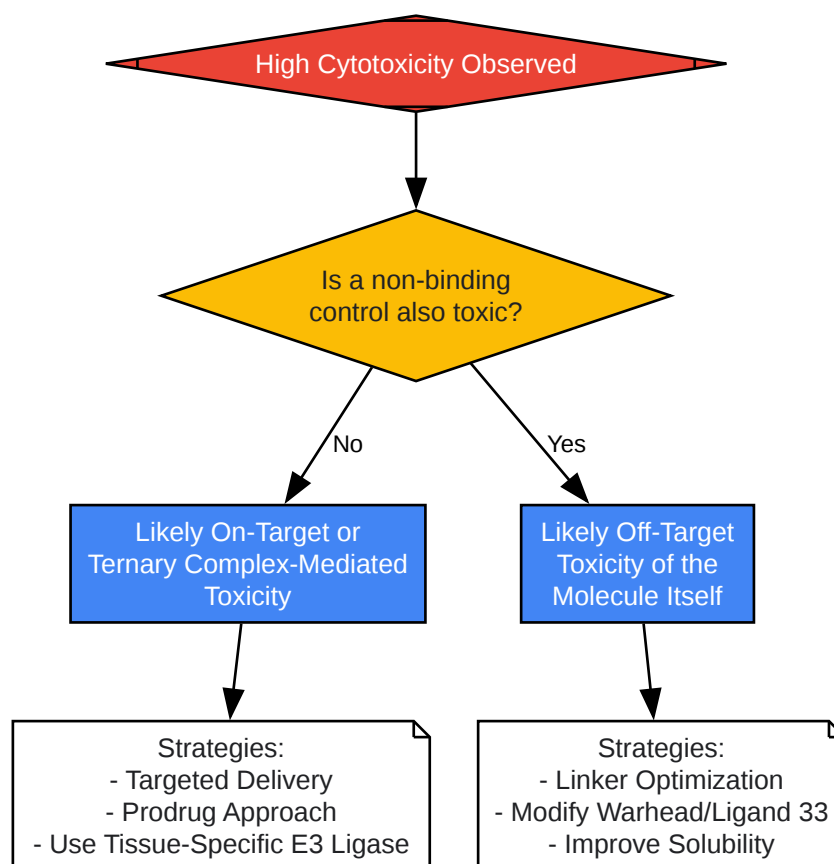 High Cytotoxicity Observed
Is a non-binding
control also toxic?
No
Yes
Likely On-Target or
Ternary Complex-Mediated
Toxicity
Likely Off-Target
Toxicity of the
Molecule Itself
Strategies:
- Targeted Delivery
- Prodrug Approach
- Use Tissue-Specific E3 Ligase
Strategies:
- Linker Optimization
- Modify Warhead/Ligand 33
- Improve Solubility